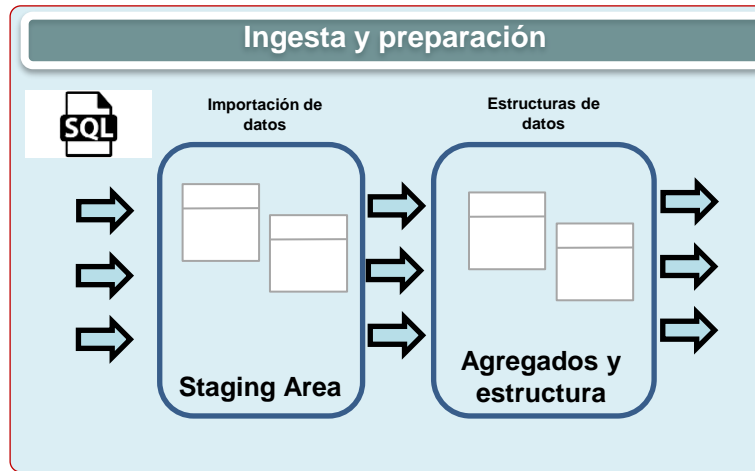 Ingesta y preparación
SQL
Importación de
datos
Estructuras de
datos
Staging Area
Agregados y
estructura